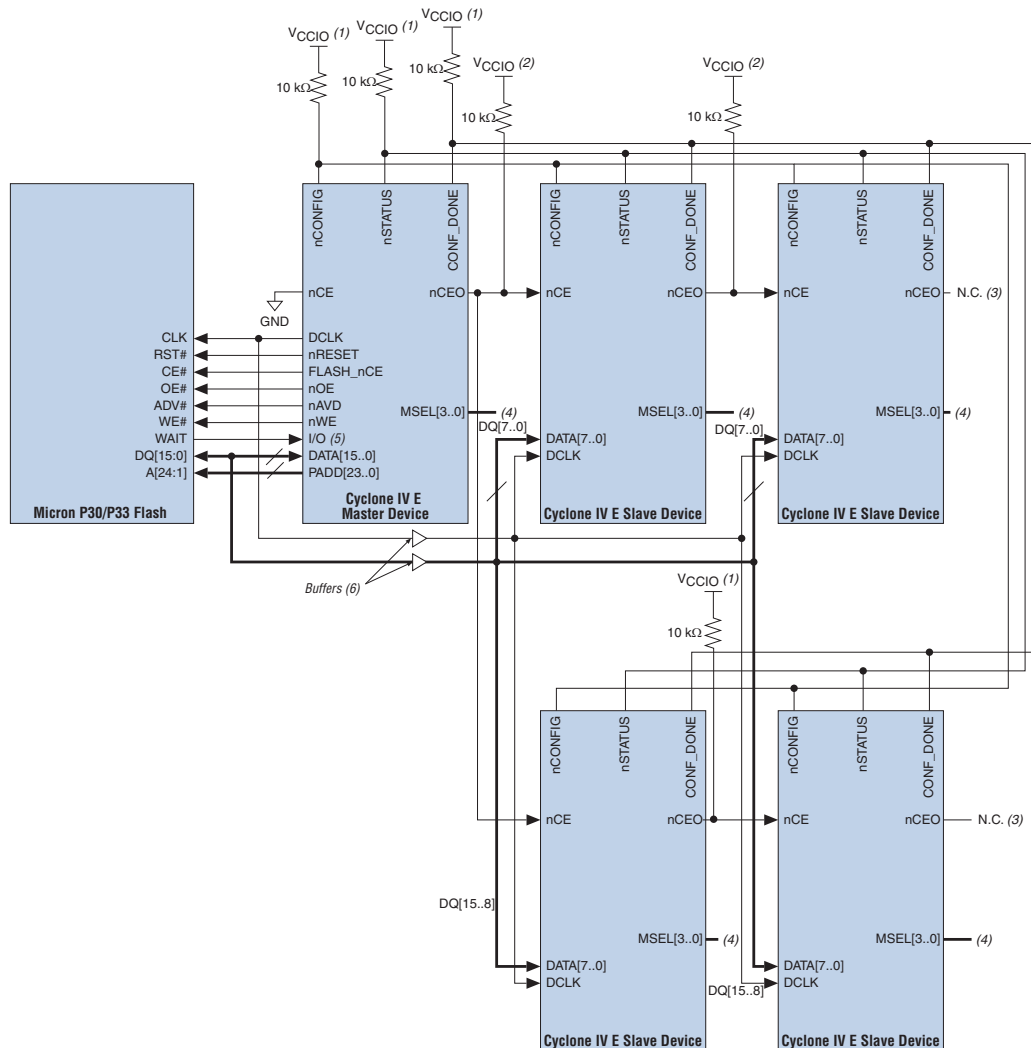 VCCIO (1)
VCCIO (1)
VCCIO (1)
10 kΩ
10 kΩ
10 kΩ
VCCIO (2)
10 kΩ
VCCIO (2)
10 kΩ
nCONFIG
nSTATUS
CONF_DONE
nCONFIG
nSTATUS
CONF_DONE
nCONFIG
nSTATUS
CONF_DONE
nCE
nCEO
nCE
nCEO
nCE
nCEO
N.C. (3)
GND
CLK
RST#
CE#
OE#
ADV#
WE#
WAIT
DQ[15:0]
A[24:1]
Micron P30/P33 Flash
DCLK
nRESET
FLASH_nCE
nOE
nAVD
nWE
I/O (5)
DATA[15..0]
PADD[23..0]
MSEL[3..0]
(4)
Cyclone IV E
Master Device
DQ[7..0]
DATA[7..0]
DCLK
MSEL[3..0]
(4)
Cyclone IV E Slave Device
DQ[7..0]
DATA[7..0]
DCLK
MSEL[3..0]
(4)
Cyclone IV E Slave Device
Buffers (6)
VCCIO (1)
10 kΩ
nCONFIG
nSTATUS
CONF_DONE
nCONFIG
nSTATUS
CONF_DONE
nCE
nCEO
nCE
nCEO
N.C. (3)
DQ[15..8]
MSEL[3..0]
(4)
MSEL[3..0]
(4)
DATA[7..0]
DCLK
DQ[15..8]
DATA[7..0]
DCLK
Cyclone IV E Slave Device
Cyclone IV E Slave Device